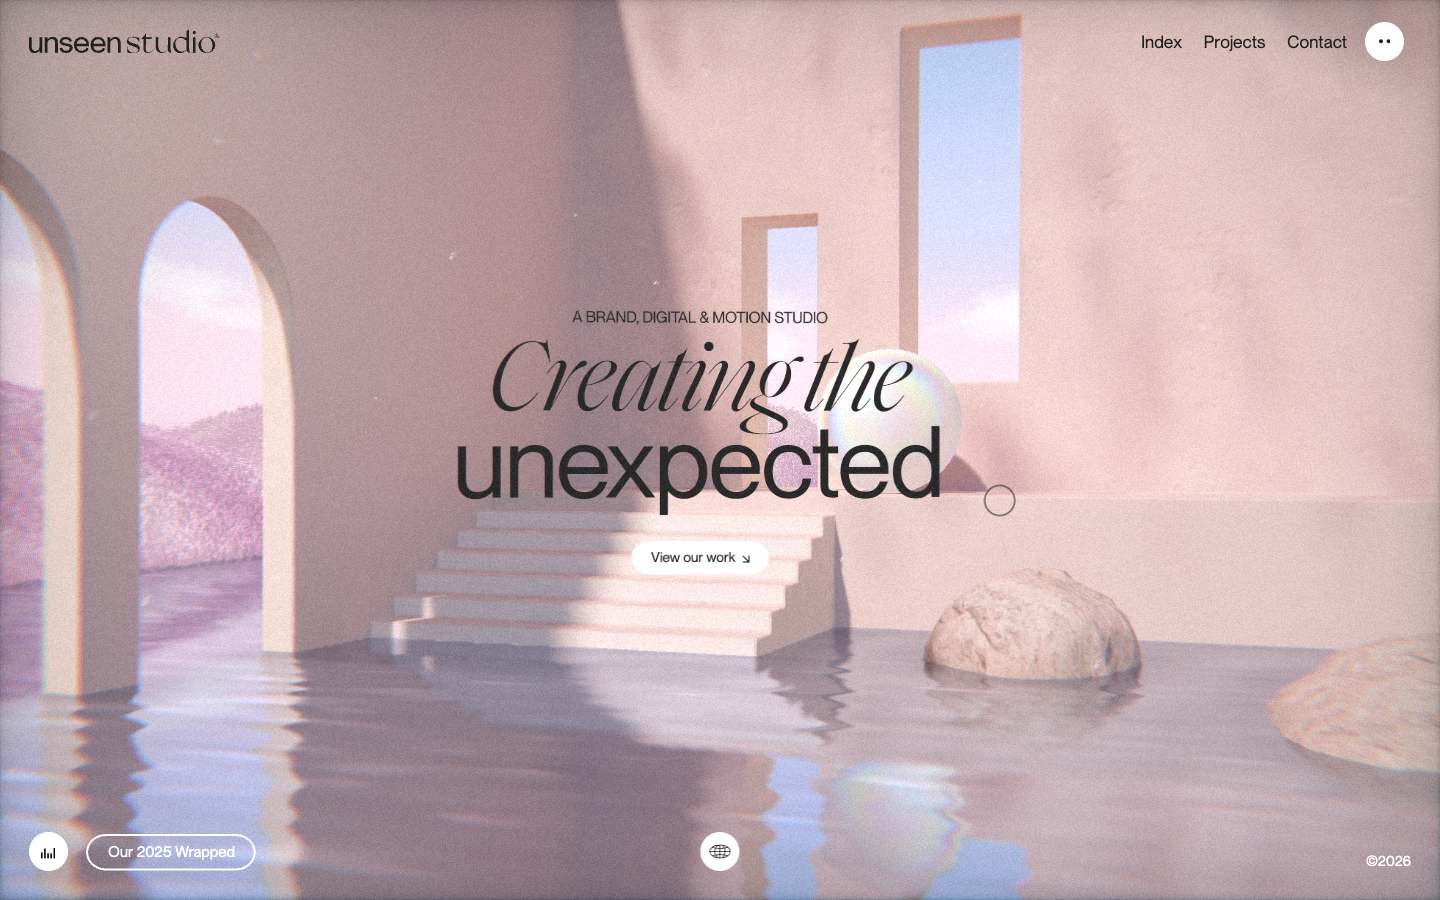 unseen studio
Index
Projects
Contact
A BRAND, DIGITAL & MOTION STUDIO
Creating the
unexpected
View our work
Our 2025 Wrapped
©2026